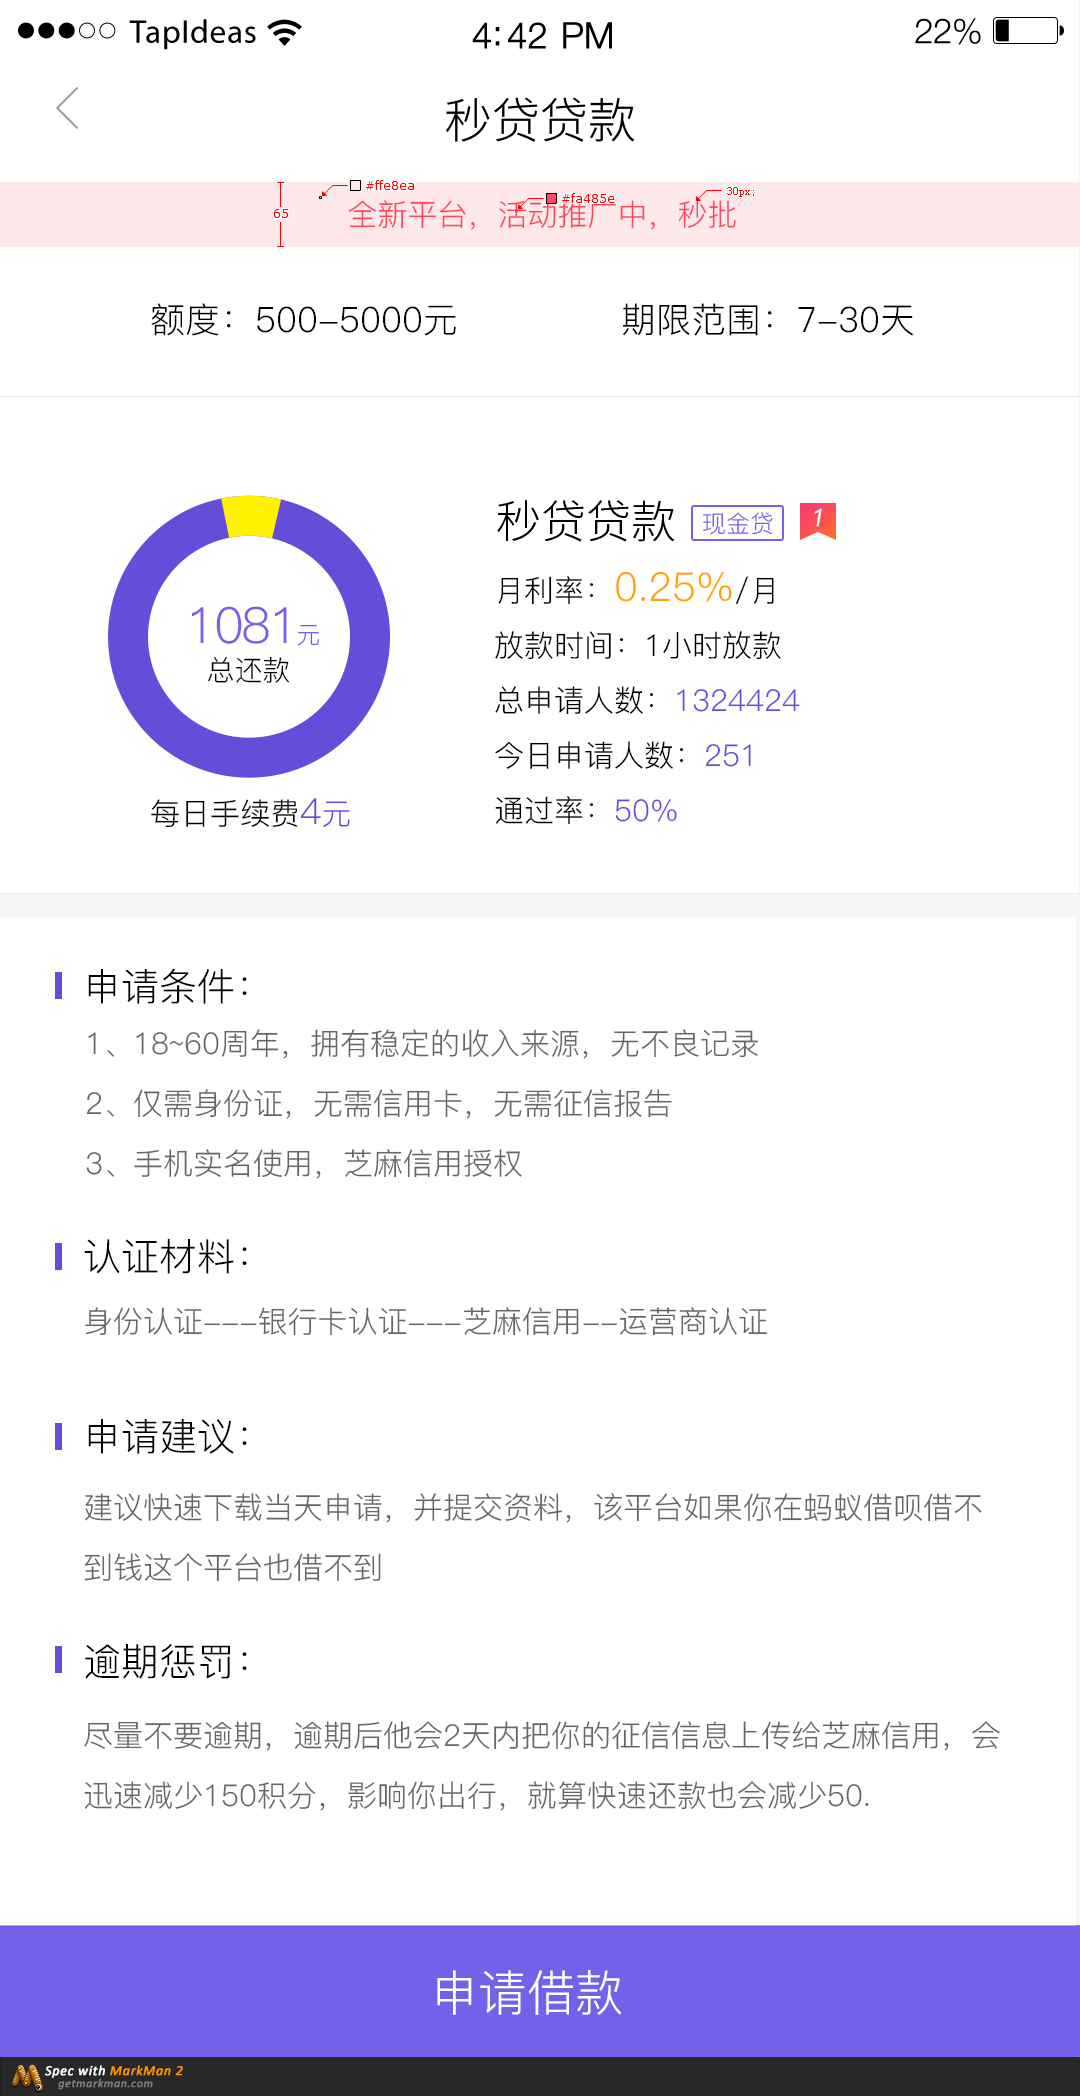 TapIdeas 4:42 PM 22%
秒贷贷款
#ffe8ea
#fa485e
30px;
65
全新平台，活动推广中，秒批
额度：500-5000元 期限范围：7-30天
秒贷贷款 现金贷 1
月利率：0.25%/月
放款时间：1小时放款
总申请人数：1324424
今日申请人数：251
通过率：50%
1081元
总还款
每日手续费4元
申请条件：
1、18~60周年，拥有稳定的收入来源，无不良记录
2、仅需身份证，无需信用卡，无需征信报告
3、手机实名使用，芝麻信用授权
认证材料：
身份认证---银行卡认证---芝麻信用--运营商认证
申请建议：
建议快速下载当天申请，并提交资料，该平台如果你在蚂蚁借呗借不
到钱这个平台也借不到
逾期惩罚：
尽量不要逾期，逾期后他会2天内把你的征信信息上传给芝麻信用，会
迅速减少150积分，影响你出行，就算快速还款也会减少50.
申请借款
Spec with MarkMan 2
getmarkman.com